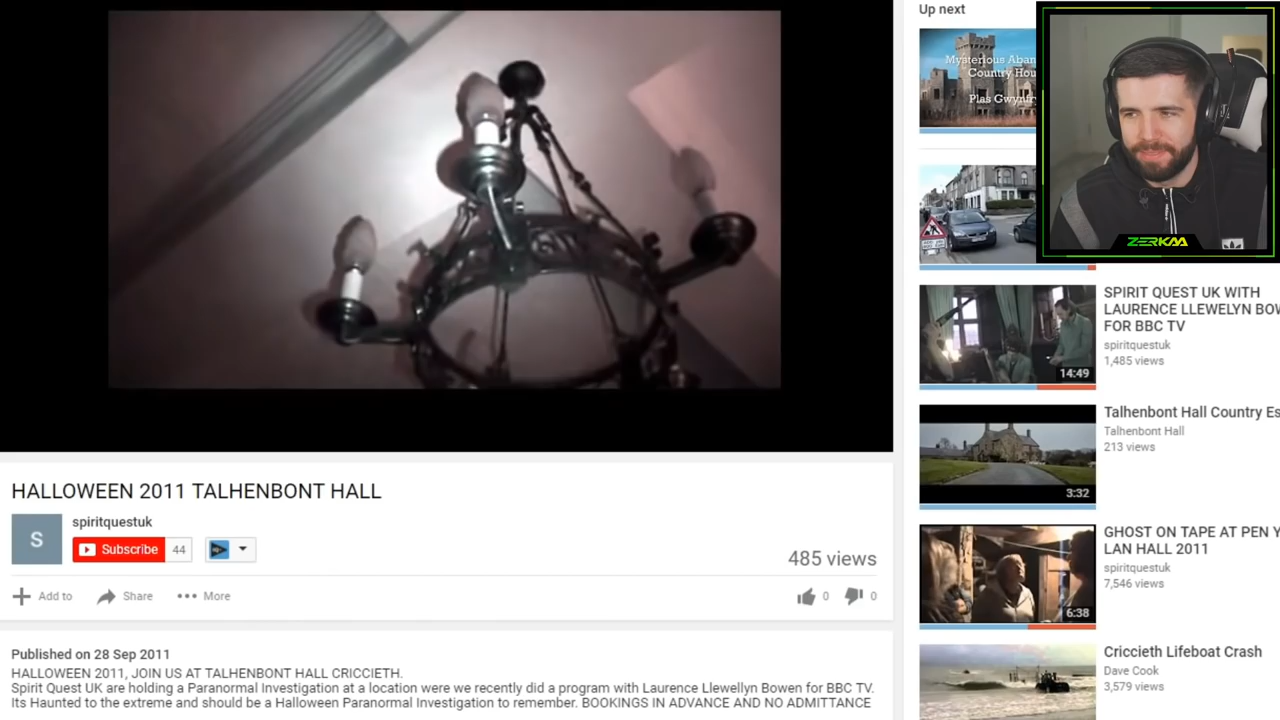 Up next
Mysterious Aban
Country Hou
Plas Gwynfr
ZERKAA
SPIRIT QUEST UK WITH
LAURENCE LLEWELYN BOW
FOR BBC TV
spiritquestuk
1,485 views
14:49
Talhenbont Hall Country Es
Talhenbont Hall
213 views
3:32
GHOST ON TAPE AT PEN Y
LAN HALL 2011
spiritquestuk
7,546 views
6:38
Criccieth Lifeboat Crash
Dave Cook
3,579 views
HALLOWEEN 2011 TALHENBONT HALL
S
spiritquestuk
Subscribe 44
485 views
Add to Share More 0 0
Published on 28 Sep 2011
HALLOWEEN 2011, JOIN US AT TALHENBONT HALL CRICCIETH.
Spirit Quest UK are holding a Paranormal Investigation at a location were we recently did a program with Laurence Llewellyn Bowen for BBC TV.
Its Haunted to the extreme and should be a Halloween Paranormal Investigation to remember. BOOKINGS IN ADVANCE AND NO ADMITTANCE